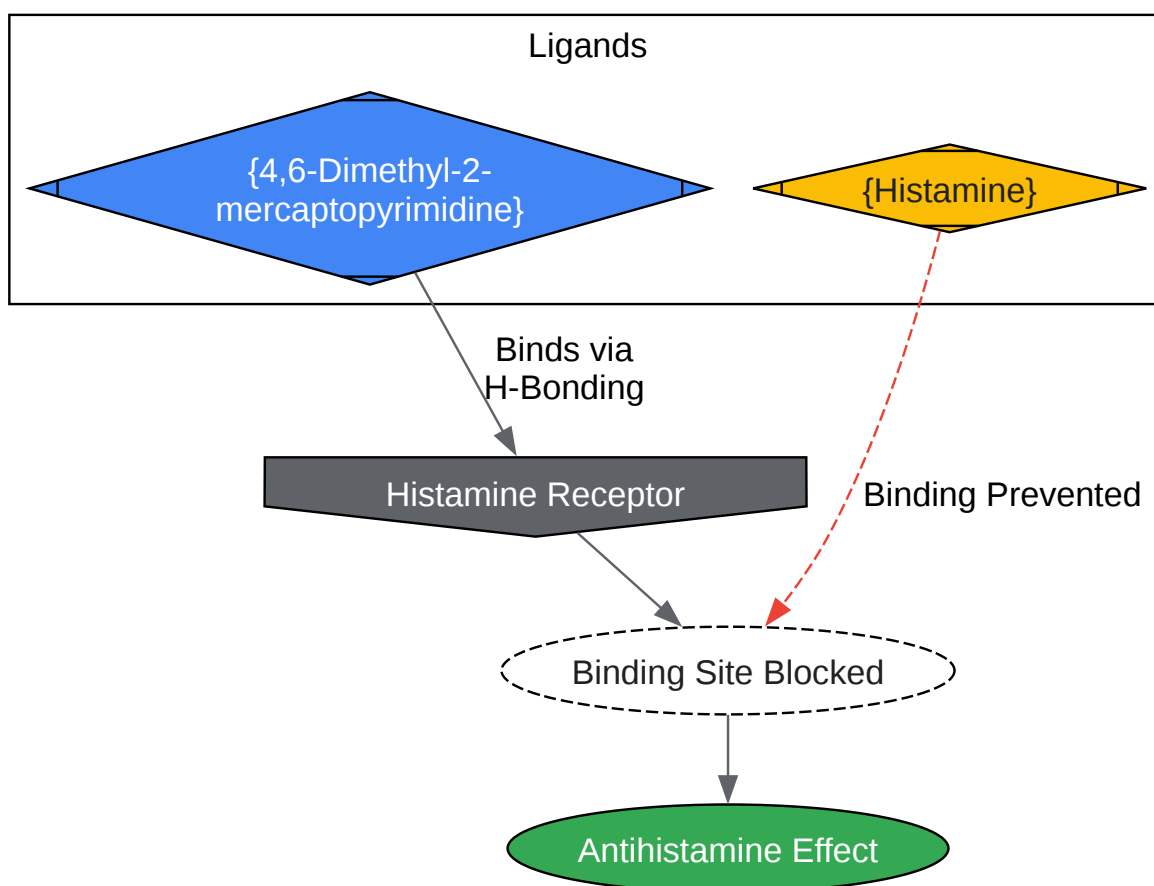 Ligands
{4,6-Dimethyl-2-
mercaptopyrimidine}
{Histamine}
Binds via
H-Bonding
Histamine Receptor
Binding Prevented
Binding Site Blocked
Antihistamine Effect